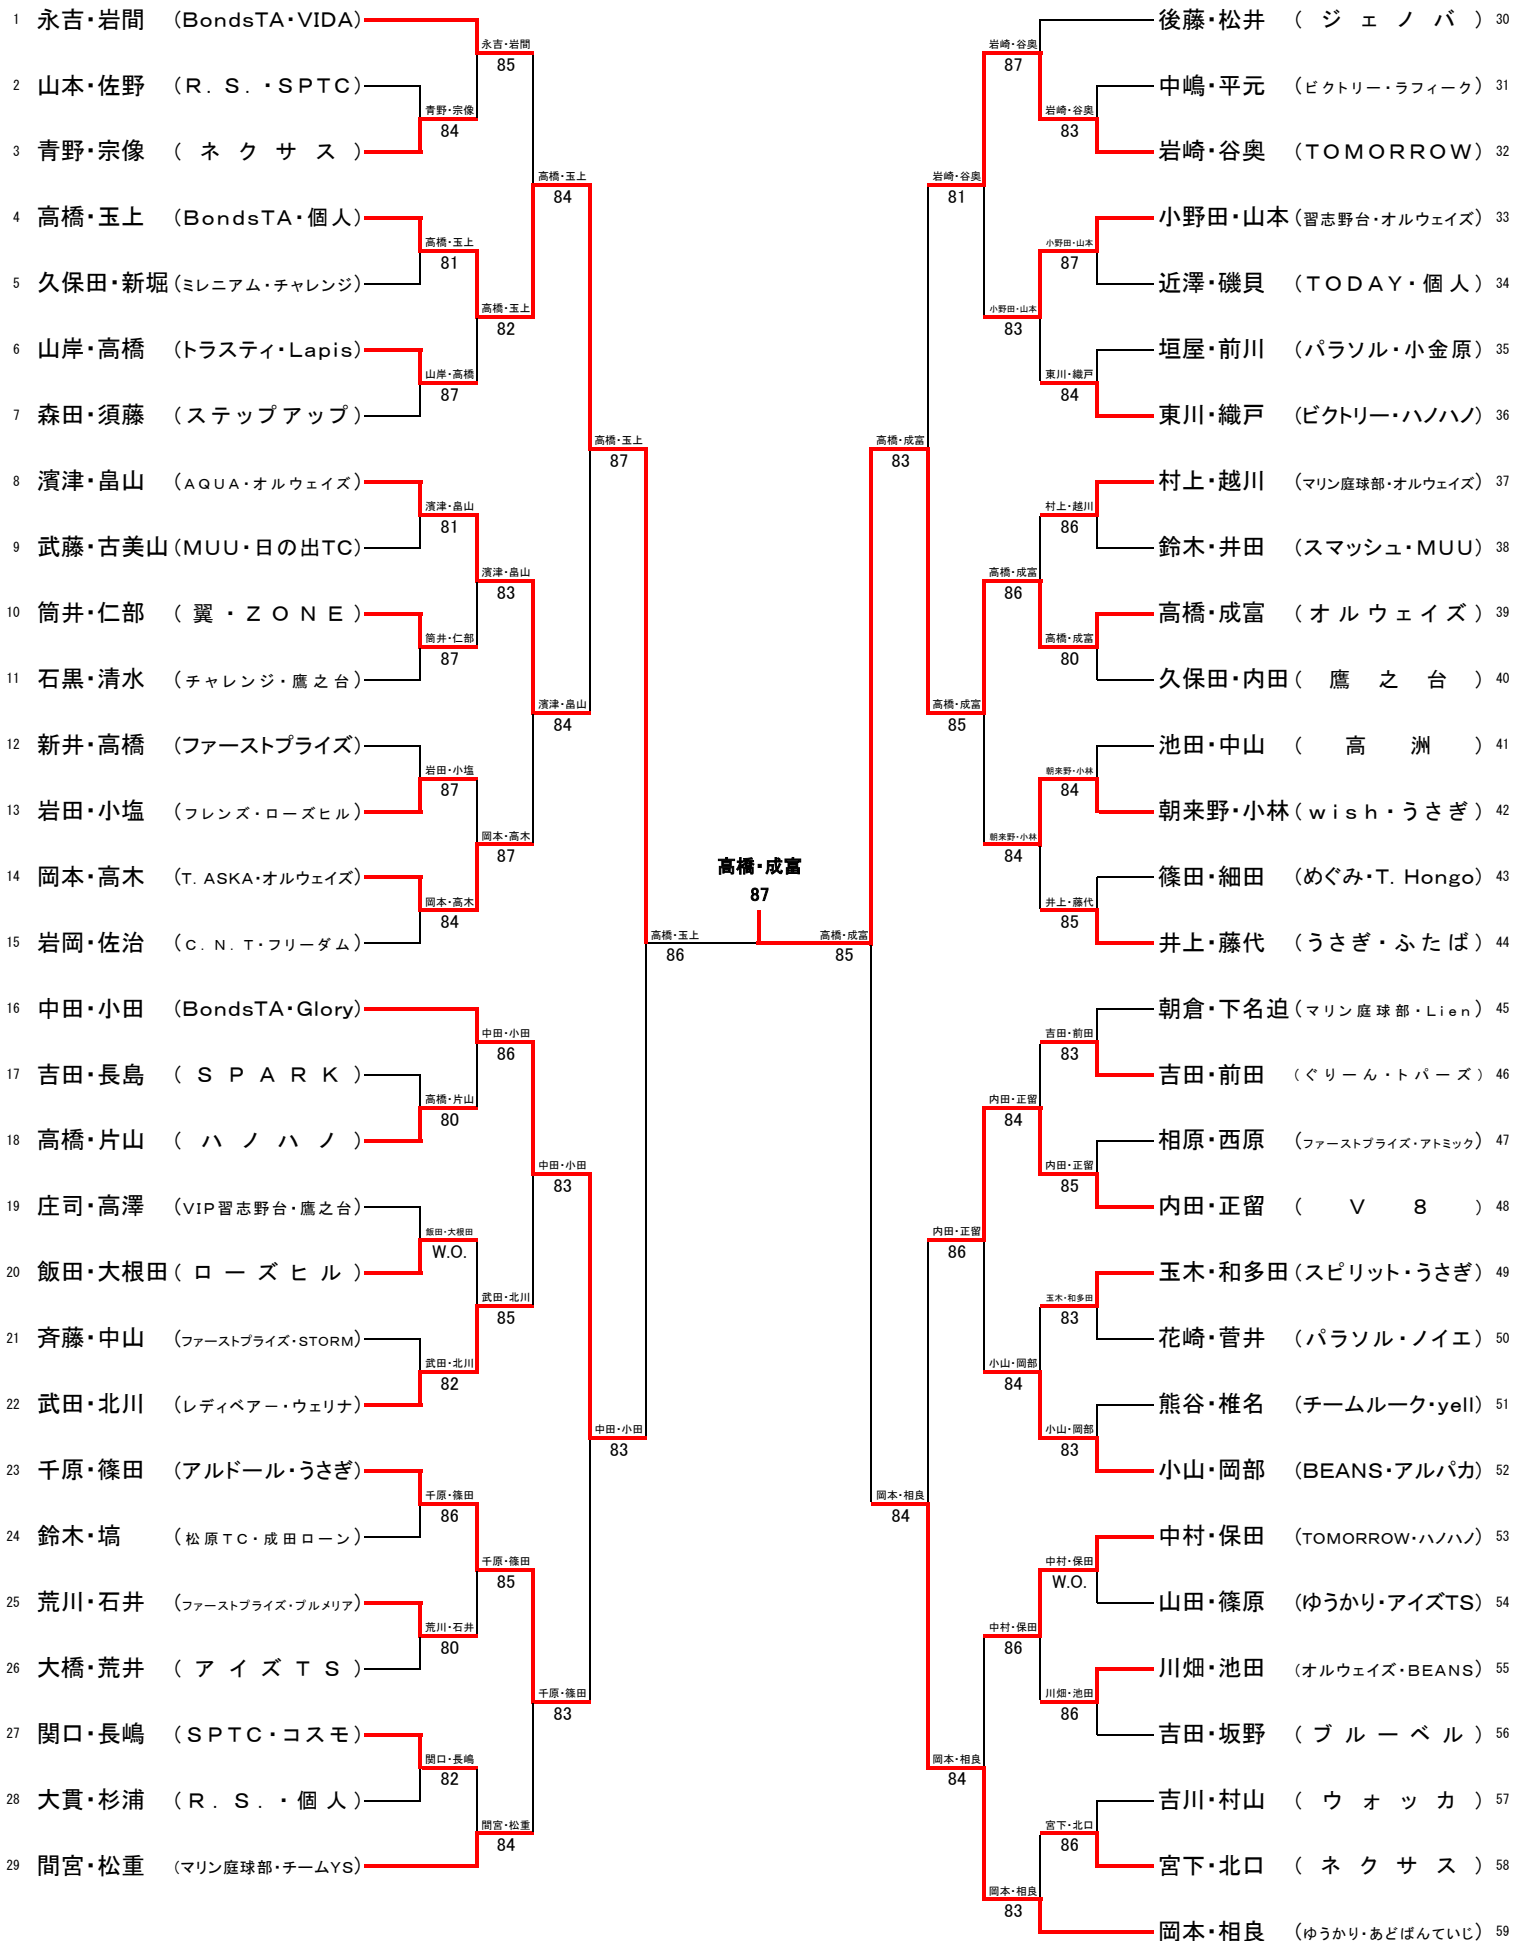 1 永吉・岩間 (BondsTA・VIDA)
2 山本・佐野 (R.S.・SPTC)
3 青野・宗像 (ネクサス)
4 高橋・玉上 (BondsTA・個人)
5 久保田・新堀 (ミレニアム・チャレンジ)
6 山岸・高橋 (トラスティ・Lapis)
7 森田・須藤 (ステップアップ)
8 濱津・畠山 (AQUA・オルウェイズ)
9 武藤・古美山 (MUU・日の出TC)
10 筒井・仁部 (翼・ZONE)
11 石黒・清水 (チャレンジ・鷹之台)
12 新井・高橋 (ファーストプライズ)
13 岩田・小塩 (フレンズ・ローズヒル)
14 岡本・高木 (T.ASKA・オルウェイズ)
15 岩岡・佐治 (C.N.T・フリーダム)
16 中田・小田 (BondsTA・Glory)
17 吉田・長島 (SPARK)
18 高橋・片山 (ハノハノ)
19 庄司・高澤 (VIP習志野台・鷹之台)
20 飯田・大根田 (ローズヒル)
21 斉藤・中山 (ファーストプライズ・STORM)
22 武田・北川 (レディベアー・ウェリナ)
23 千原・篠田 (アルドール・うさぎ)
24 鈴木・塙 (松原TC・成田ローン)
25 荒川・石井 (ファーストプライズ・プルメリア)
26 大橋・荒井 (アイズTS)
27 関口・長嶋 (SPTC・コスモ)
28 大貫・杉浦 (R.S.・個人)
29 間宮・松重 (マリン庭球部・チームYS)
青野・宗像
84
高橋・玉上
81
山岸・高橋
87
濱津・畠山
81
筒井・仁部
87
岩田・小塩
87
岡本・高木
84
高橋・片山
80
飯田・大根田
W.O.
武田・北川
82
千原・篠田
86
荒川・石井
80
関口・長嶋
82
永吉・岩間
85
高橋・玉上
82
濱津・畠山
83
岡本・高木
87
中田・小田
86
武田・北川
85
千原・篠田
85
間宮・松重
84
高橋・玉上
84
濱津・畠山
84
中田・小田
83
千原・篠田
83
高橋・玉上
87
中田・小田
83
高橋・玉上
86
高橋・成富
87
高橋・成富
85
高橋・成富
83
岡本・相良
84
岩崎・谷奥
81
高橋・成富
85
内田・正留
86
岡本・相良
84
岩崎・谷奥
87
小野田・山本
83
高橋・成富
86
朝来野・小林
84
内田・正留
84
小山・岡部
84
中村・保田
86
岡本・相良
83
岩崎・谷奥
83
小野田・山本
87
東川・織戸
84
村上・越川
86
高橋・成富
80
朝来野・小林
84
井上・藤代
85
吉田・前田
83
内田・正留
85
玉木・和多田
83
小山・岡部
83
中村・保田
W.O.
川畑・池田
86
宮下・北口
86
後藤・松井 (ジェノバ) 30
中嶋・平元 (ビクトリー・ラフィーク) 31
岩崎・谷奥 (TOMORROW) 32
小野田・山本 (習志野台・オルウェイズ) 33
近澤・磯貝 (TODAY・個人) 34
垣屋・前川 (パラソル・小金原) 35
東川・織戸 (ビクトリー・ハノハノ) 36
村上・越川 (マリン庭球部・オルウェイズ) 37
鈴木・井田 (スマッシュ・MUU) 38
高橋・成富 (オルウェイズ) 39
久保田・内田 (鷹之台) 40
池田・中山 (高洲) 41
朝来野・小林 (wish・うさぎ) 42
篠田・細田 (めぐみ・T.Hongo) 43
井上・藤代 (うさぎ・ふたば) 44
朝倉・下名迫 (マリン庭球部・Lien) 45
吉田・前田 (ぐりーん・トパーズ) 46
相原・西原 (ファーストプライズ・アトミック) 47
内田・正留 (V8) 48
玉木・和多田 (スピリット・うさぎ) 49
花崎・菅井 (パラソル・ノイエ) 50
熊谷・椎名 (チームルーク・yell) 51
小山・岡部 (BEANS・アルパカ) 52
中村・保田 (TOMORROW・ハノハノ) 53
山田・篠原 (ゆうかり・アイズTS) 54
川畑・池田 (オルウェイズ・BEANS) 55
吉田・坂野 (ブルーベル) 56
吉川・村山 (ウォッカ) 57
宮下・北口 (ネクサス) 58
岡本・相良 (ゆうかり・あどばんていじ) 59